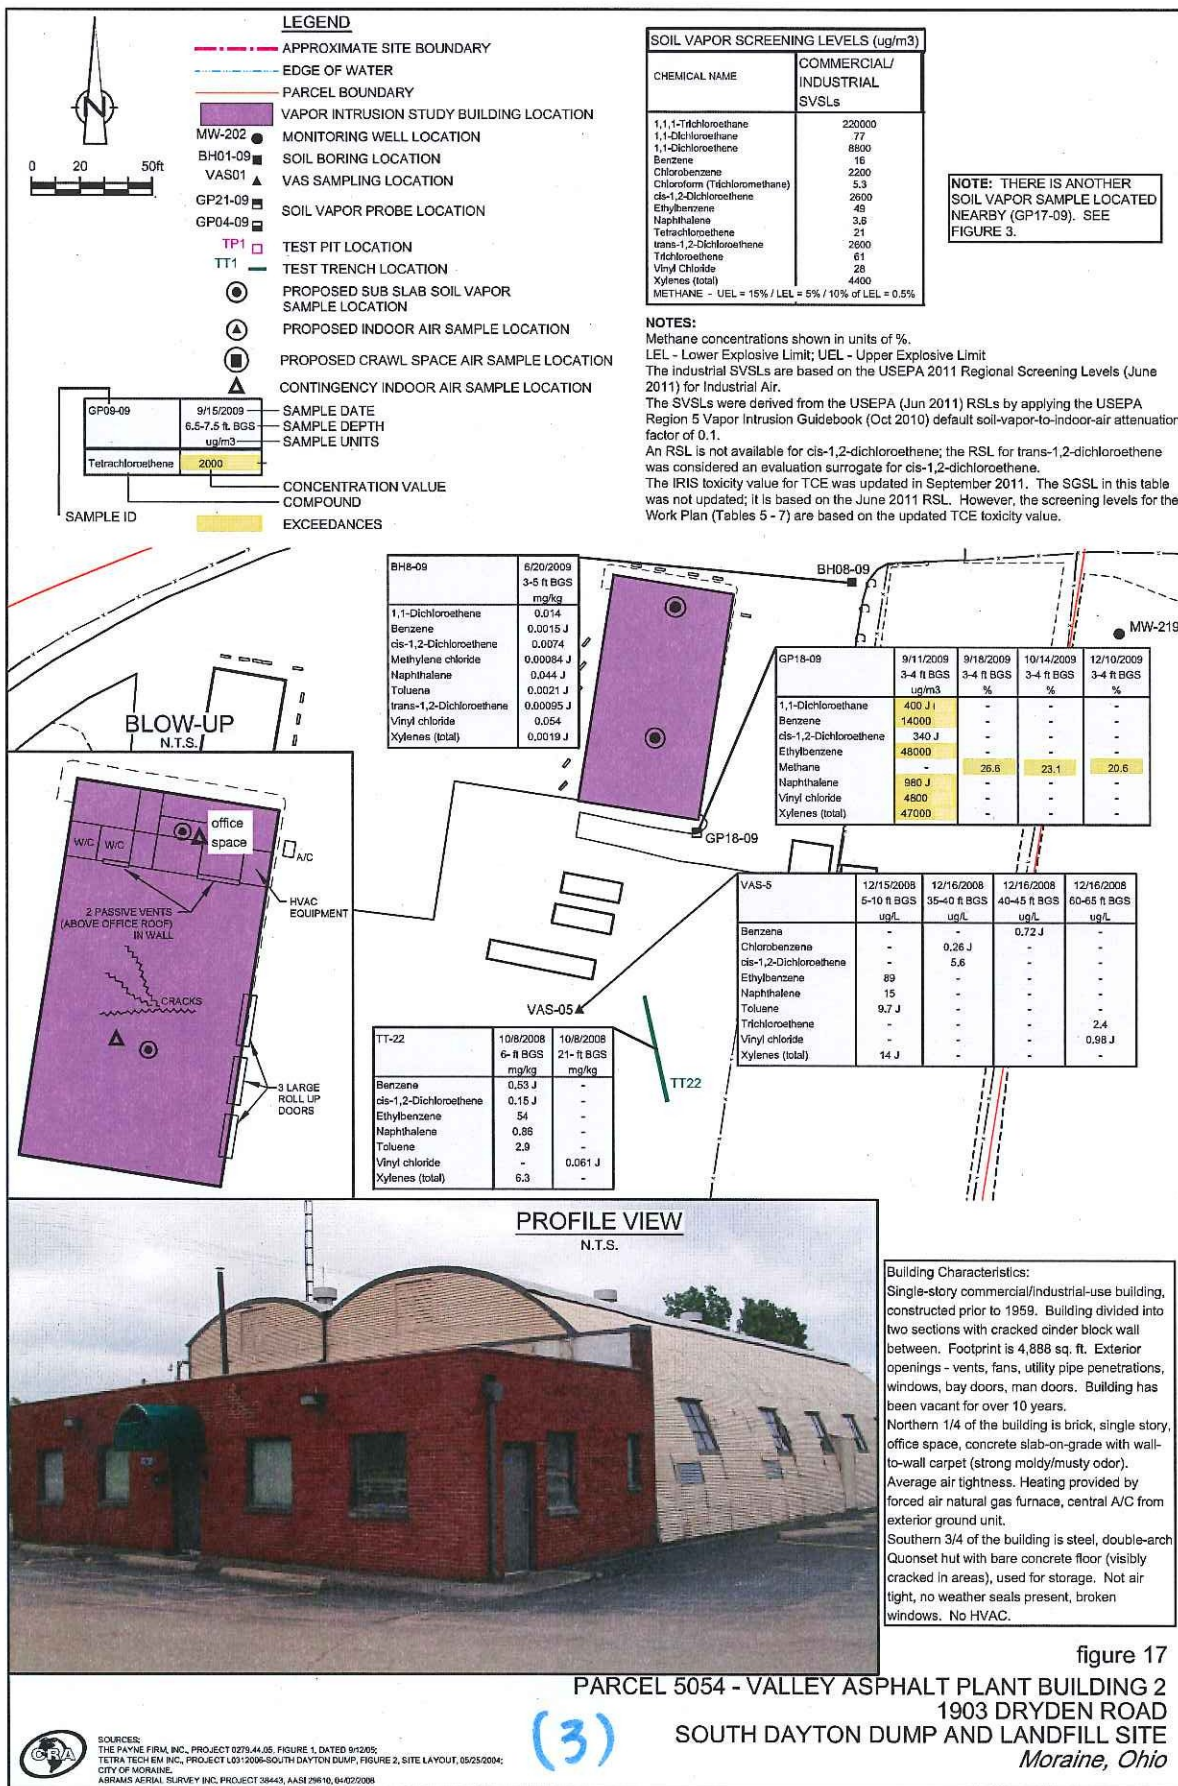 LEGEND
APPROXIMATE SITE BOUNDARY
EDGE OF WATER
PARCEL BOUNDARY
VAPOR INTRUSION STUDY BUILDING LOCATION
MW-202 MONITORING WELL LOCATION
BH01-09 SOIL BORING LOCATION
VAS01 VAS SAMPLING LOCATION
GP21-09
SOIL VAPOR PROBE LOCATION
GP04-09
TP1 TEST PIT LOCATION
TT1 TEST TRENCH LOCATION
PROPOSED SUB SLAB SOIL VAPOR
SAMPLE LOCATION
PROPOSED INDOOR AIR SAMPLE LOCATION
PROPOSED CRAWL SPACE AIR SAMPLE LOCATION
CONTINGENCY INDOOR AIR SAMPLE LOCATION
N
0 20 50ft
GP09-09 9/15/2009 SAMPLE DATE
6.5-7.5 ft. BGS SAMPLE DEPTH
ug/m3 SAMPLE UNITS
Tetrachloroethene 2000
CONCENTRATION VALUE
COMPOUND
SAMPLE ID
EXCEEDANCES
SOIL VAPOR SCREENING LEVELS (ug/m3)
CHEMICAL NAME COMMERCIAL/
INDUSTRIAL
SVSLs
1,1,1-Trichloroethane 220000
1,1-Dichloroethane 77
1,1-Dichloroethene 8800
Benzene 16
Chlorobenzene 2200
Chloroform (Trichloromethane) 5.3
cis-1,2-Dichloroethene 2600
Ethylbenzene 49
Naphthalene 3.6
Tetrachloroethene 21
trans-1,2-Dichloroethene 2600
Trichloroethene 61
Vinyl Chloride 28
Xylenes (total) 4400
METHANE - UEL = 15% / LEL = 5% / 10% of LEL = 0.5%
NOTE: THERE IS ANOTHER
SOIL VAPOR SAMPLE LOCATED
NEARBY (GP17-09). SEE
FIGURE 3.
NOTES:
Methane concentrations shown in units of %.
LEL - Lower Explosive Limit; UEL - Upper Explosive Limit
The industrial SVSLs are based on the USEPA 2011 Regional Screening Levels (June
2011) for Industrial Air.
The SVSLs were derived from the USEPA (Jun 2011) RSLs by applying the USEPA
Region 5 Vapor Intrusion Guidebook (Oct 2010) default soil-vapor-to-indoor-air attenuation
factor of 0.1.
An RSL is not available for cis-1,2-dichloroethene; the RSL for trans-1,2-dichloroethene
was considered an evaluation surrogate for cis-1,2-dichloroethene.
The IRIS toxicity value for TCE was updated in September 2011. The SGSL in this table
was not updated; it is based on the June 2011 RSL. However, the screening levels for the
Work Plan (Tables 5 - 7) are based on the updated TCE toxicity value.
BH8-09 6/20/2009
3-5 ft BGS
mg/kg
1,1-Dichloroethene 0.014
Benzene 0.0015 J
cis-1,2-Dichloroethene 0.0074
Methylene chloride 0.00084 J
Naphthalene 0.044 J
Toluene 0.0021 J
trans-1,2-Dichloroethene 0.00095 J
Vinyl chloride 0.054
Xylenes (total) 0.0019 J
BH08-09
MW-219
GP18-09 9/11/2009 9/18/2009 10/14/2009 12/10/2009
3-4 ft BGS 3-4 ft BGS 3-4 ft BGS 3-4 ft BGS
ug/m3 % % %
1,1-Dichloroethane 400 J - - -
Benzene 14000 - - -
cis-1,2-Dichloroethene 340 J - - -
Ethylbenzene 48000 - - -
Methane - 26.6 23.1 20.6
Naphthalene 980 J - - -
Vinyl chloride 4800 - - -
Xylenes (total) 47000 - - -
GP18-09
BLOW-UP
N.T.S.
office
space
W/C W/C
A/C
HVAC
EQUIPMENT
2 PASSIVE VENTS
(ABOVE OFFICE ROOF)
IN WALL
CRACKS
3 LARGE
ROLL UP
DOORS
VAS-5 12/15/2008 12/16/2008 12/16/2008 12/16/2008
5-10 ft BGS 35-40 ft BGS 40-45 ft BGS 60-65 ft BGS
ug/L ug/L ug/L ug/L
Benzene - - 0.72 J -
Chlorobenzene - 0.26 J - -
cis-1,2-Dichloroethene - 5.6 - -
Ethylbenzene 89 - - -
Naphthalene 15 - - -
Toluene 9.7 J - - -
Trichloroethene - - - 2.4
Vinyl chloride - - - 0.98 J
Xylenes (total) 14 J - - -
VAS-05
TT22
TT-22 10/8/2008 10/8/2008
6- ft BGS 21- ft BGS
mg/kg mg/kg
Benzene 0.53 J -
cis-1,2-Dichloroethene 0.15 J -
Ethylbenzene 54 -
Naphthalene 0.86 -
Toluene 2.9 -
Vinyl chloride - 0.061 J
Xylenes (total) 6.3 -
PROFILE VIEW
N.T.S.
Building Characteristics:
Single-story commercial/industrial-use building,
constructed prior to 1959. Building divided into
two sections with cracked cinder block wall
between. Footprint is 4,888 sq. ft. Exterior
openings - vents, fans, utility pipe penetrations,
windows, bay doors, man doors. Building has
been vacant for over 10 years.
Northern 1/4 of the building is brick, single story,
office space, concrete slab-on-grade with wall-
to-wall carpet (strong moldy/musty odor).
Average air tightness. Heating provided by
forced air natural gas furnace, central A/C from
exterior ground unit.
Southern 3/4 of the building is steel, double-arch
Quonset hut with bare concrete floor (visibly
cracked in areas), used for storage. Not air
tight, no weather seals present, broken
windows. No HVAC.
figure 17
PARCEL 5054 - VALLEY ASPHALT PLANT BUILDING 2
1903 DRYDEN ROAD
SOUTH DAYTON DUMP AND LANDFILL SITE
Moraine, Ohio
(3)
CRA
SOURCES:
THE PAYNE FIRM, INC., PROJECT 0279.44.05, FIGURE 1, DATED 9/12/05;
TETRA TECH EM INC., PROJECT L0312006-SOUTH DAYTON DUMP, FIGURE 2, SITE LAYOUT, 05/25/2004;
CITY OF MORAINE.
ABRAMS AERIAL SURVEY INC. PROJECT 38443, AASI 29610, 04/02/2008